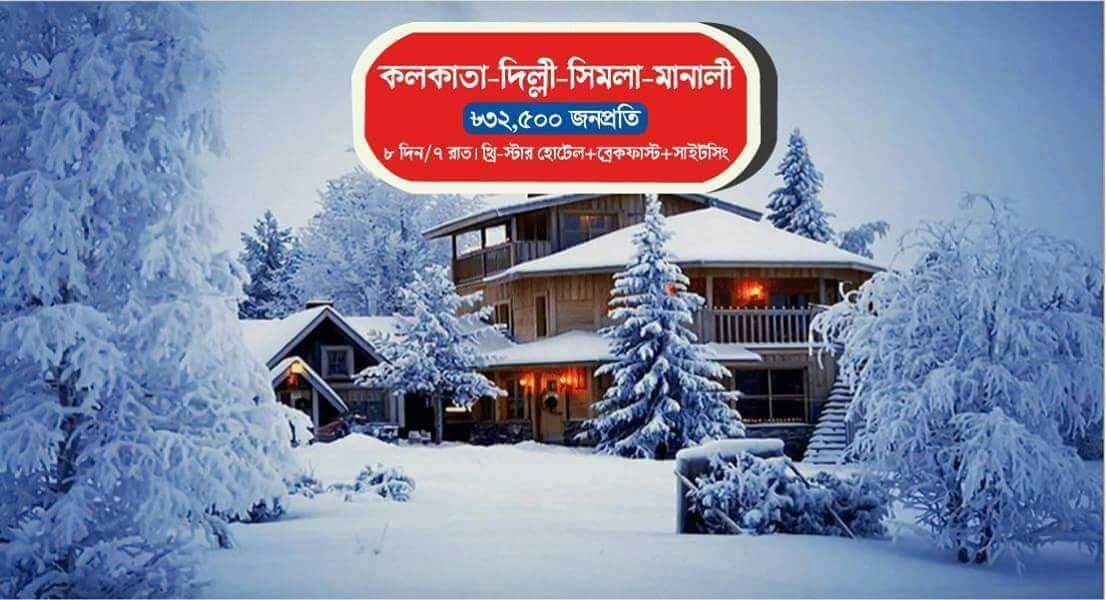 কলকাতা-দিল্লী-সিমলা-মানালী
৳৩২,৫০০ জনপ্রতি
৮ দিন/৭ রাত। থ্রি-স্টার হোটেল+ব্রেকফাস্ট+সাইটসিং